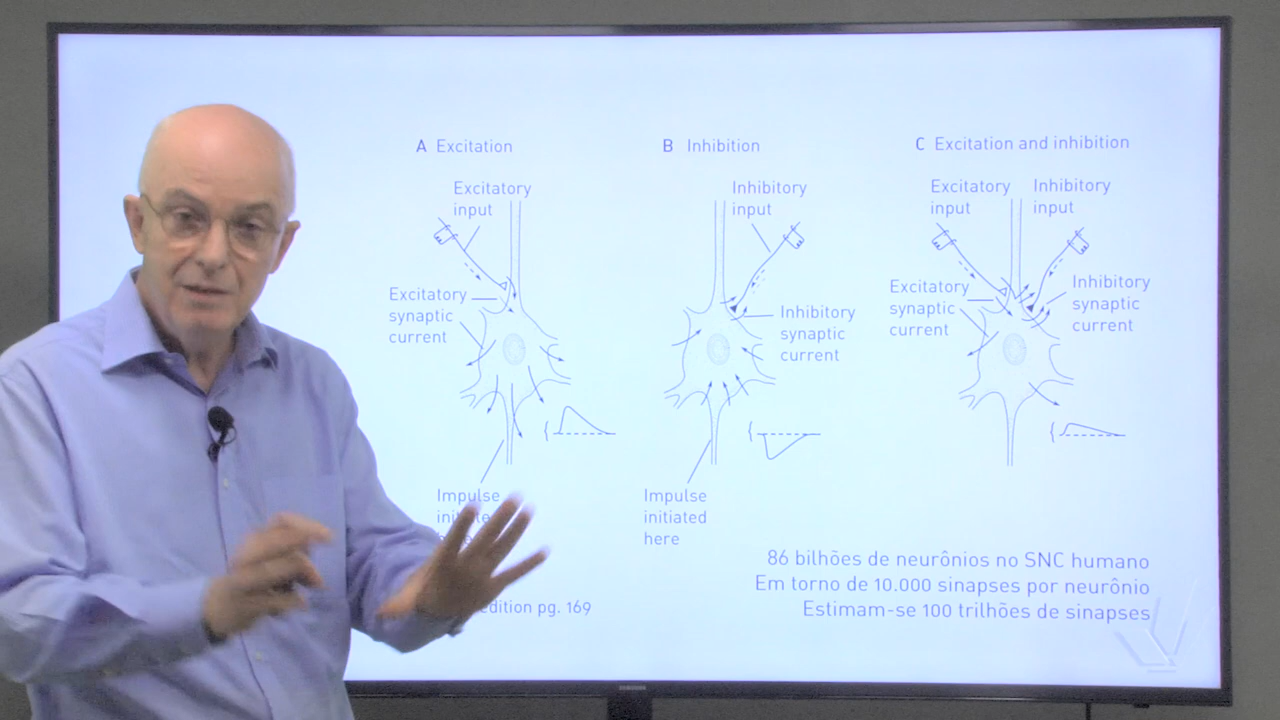 A Excitation
Excitatory
input
Excitatory
synaptic
current
Impulse
edition pg. 169
B Inhibition
Inhibitory
input
Inhibitory
synaptic
current
Impulse
initiated
here
C Excitation and inhibition
Excitatory
input
Inhibitory
input
Excitatory
synaptic
current
Inhibitory
synaptic
current
86 bilhões de neurônios no SNC humano
Em torno de 10.000 sinapses por neurônio
Estimam-se 100 trilhões de sinapses
SAMSUNG